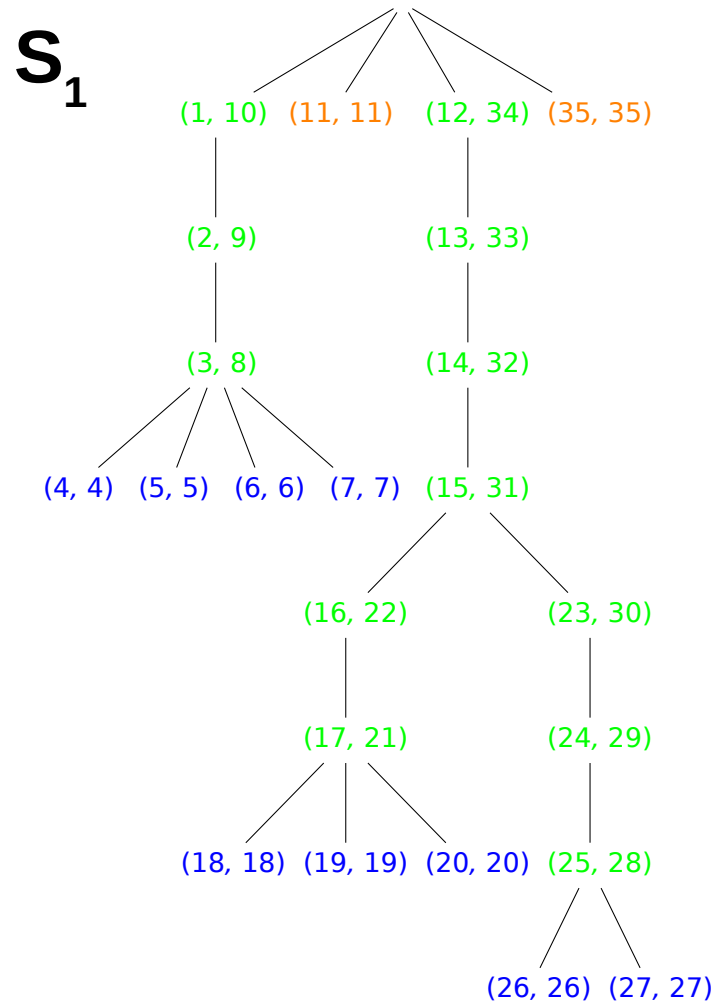 S1
(1, 10) (11, 11) (12, 34) (35, 35)
(2, 9) (13, 33)
(3, 8) (14, 32)
(4, 4) (5, 5) (6, 6) (7, 7) (15, 31)
(16, 22) (23, 30)
(17, 21) (24, 29)
(18, 18) (19, 19) (20, 20) (25, 28)
(26, 26) (27, 27)